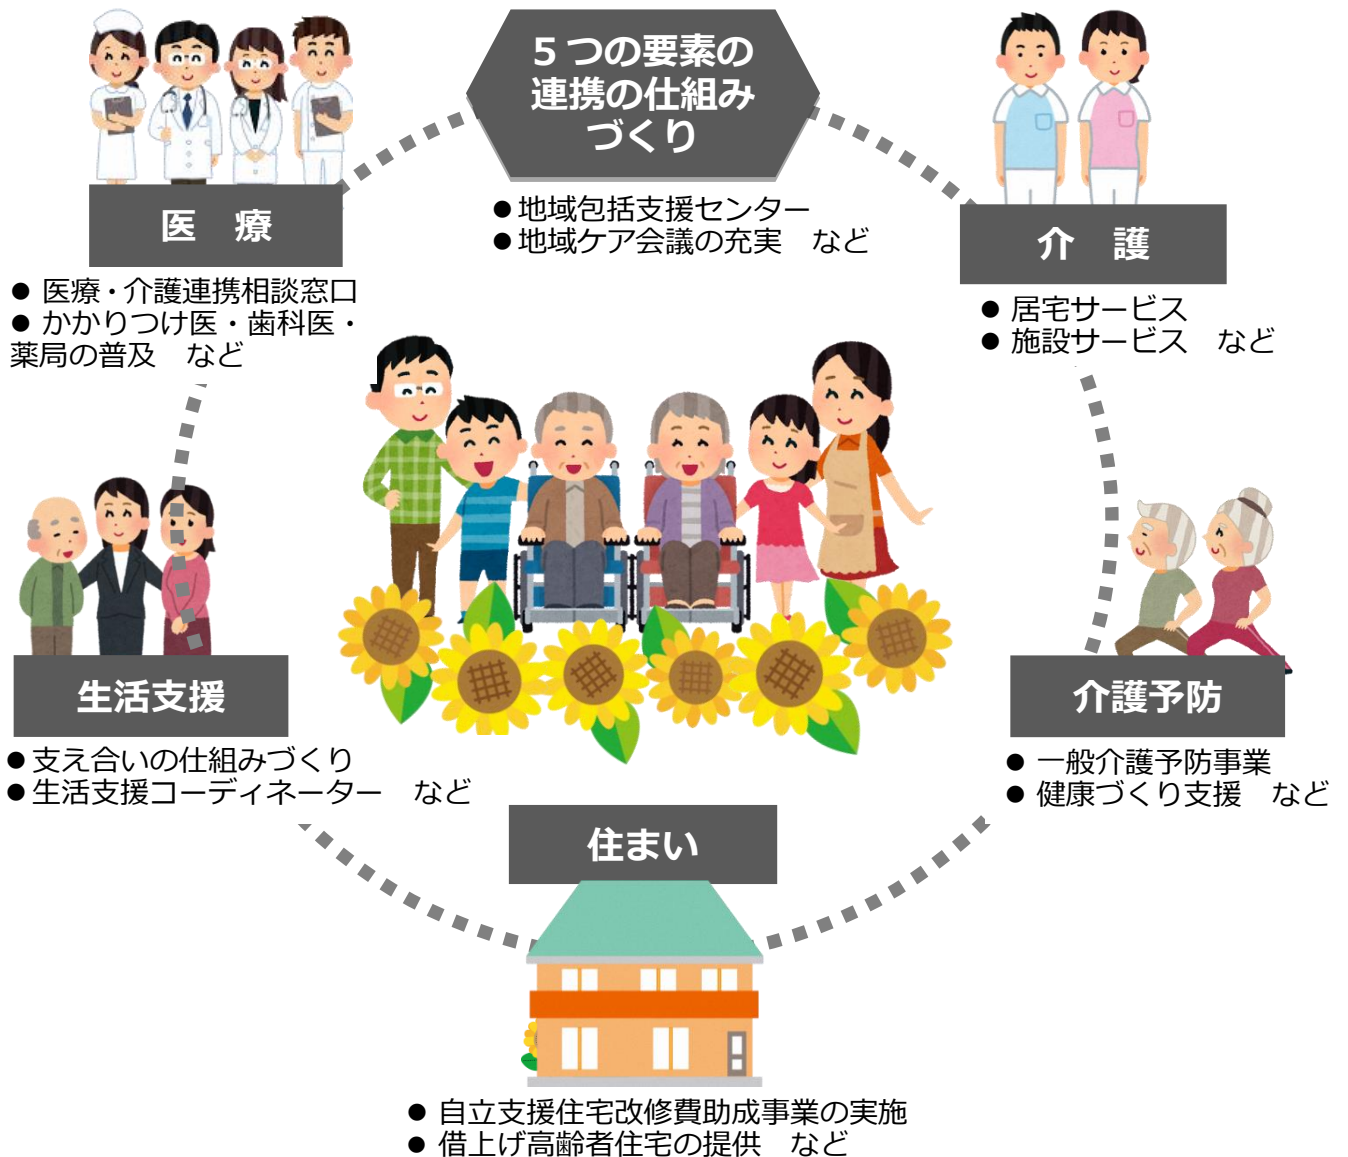 5つの要素の
連携の仕組み
づくり
●地域包括支援センター
●地域ケア会議の充実　など
医　療
● 医療・介護連携相談窓口
● かかりつけ医・歯科医・
薬局の普及　など
介　護
● 居宅サービス
● 施設サービス　など
生活支援
●支え合いの仕組みづくり
●生活支援コーディネーター　など
介護予防
● 一般介護予防事業
● 健康づくり支援　など
住まい
● 自立支援住宅改修費助成事業の実施
● 借上げ高齢者住宅の提供　など